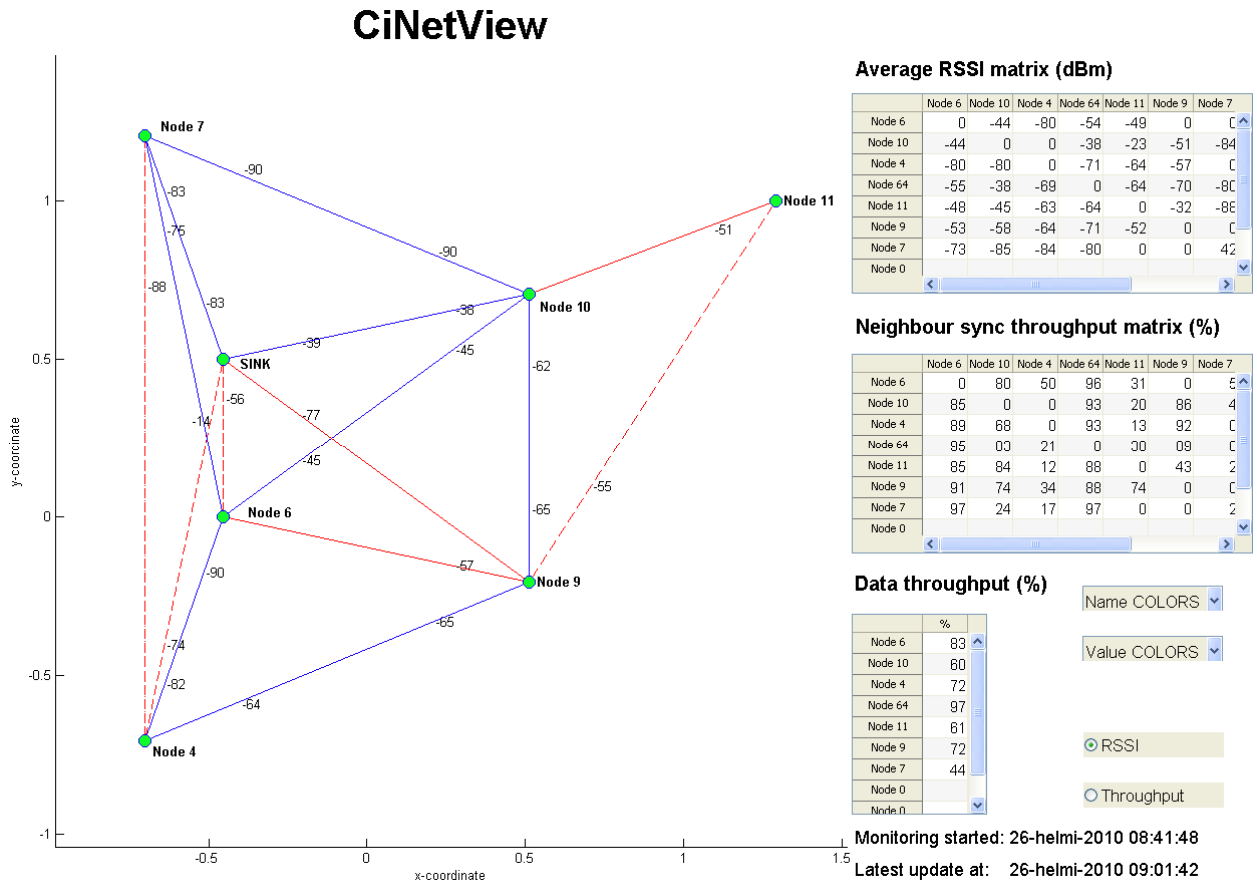 CiNetView
Node 7
-90
-83
-75
-88
-83
Node 11
-51
-90
Node 10
-38
-39
-45
SINK
-56
-62
-77
-14
-45
-55
Node 6
-65
-57
Node 9
-90
-65
-74
-82
-64
Node 4
1
0.5
0
-0.5
-1
y-coorcinate
-0.5
0
0.5
1
1.5
x-coordinate
Average RSSI matrix (dBm)
Node 6 Node 10 Node 4 Node 64 Node 11 Node 9 Node 7
Node 6 0 -44 -80 -54 -49 0
Node 10 -44 0 0 -38 -23 -51 -84
Node 4 -80 -80 0 -71 -64 -57 0
Node 64 -55 -38 -69 0 -64 -70 -80
Node 11 -48 -45 -63 -64 0 -32 -88
Node 9 -53 -58 -64 -71 -52 0 0
Node 7 -73 -85 -84 -80 0 0 42
Node 0
Neighbour sync throughput matrix (%)
Node 6 Node 10 Node 4 Node 64 Node 11 Node 9 Node 7
Node 6 0 80 50 96 31 0 5
Node 10 85 0 0 93 20 86 4
Node 4 89 68 0 93 13 92 0
Node 64 95 21 0 30
Node 11 85 84 12 88 0 43 2
Node 9 91 74 34 88 74 0 0
Node 7 97 24 17 97 0 0 2
Node 0
Data throughput (%)
%
Node 6 83
Node 10 60
Node 4 72
Node 64 97
Node 11 61
Node 9 72
Node 7 44
Node 0
Node 0
Name COLORS
Value COLORS
RSSI
Throughput
Monitoring started: 26-helmi-2010 08:41:48
Latest update at: 26-helmi-2010 09:01:42